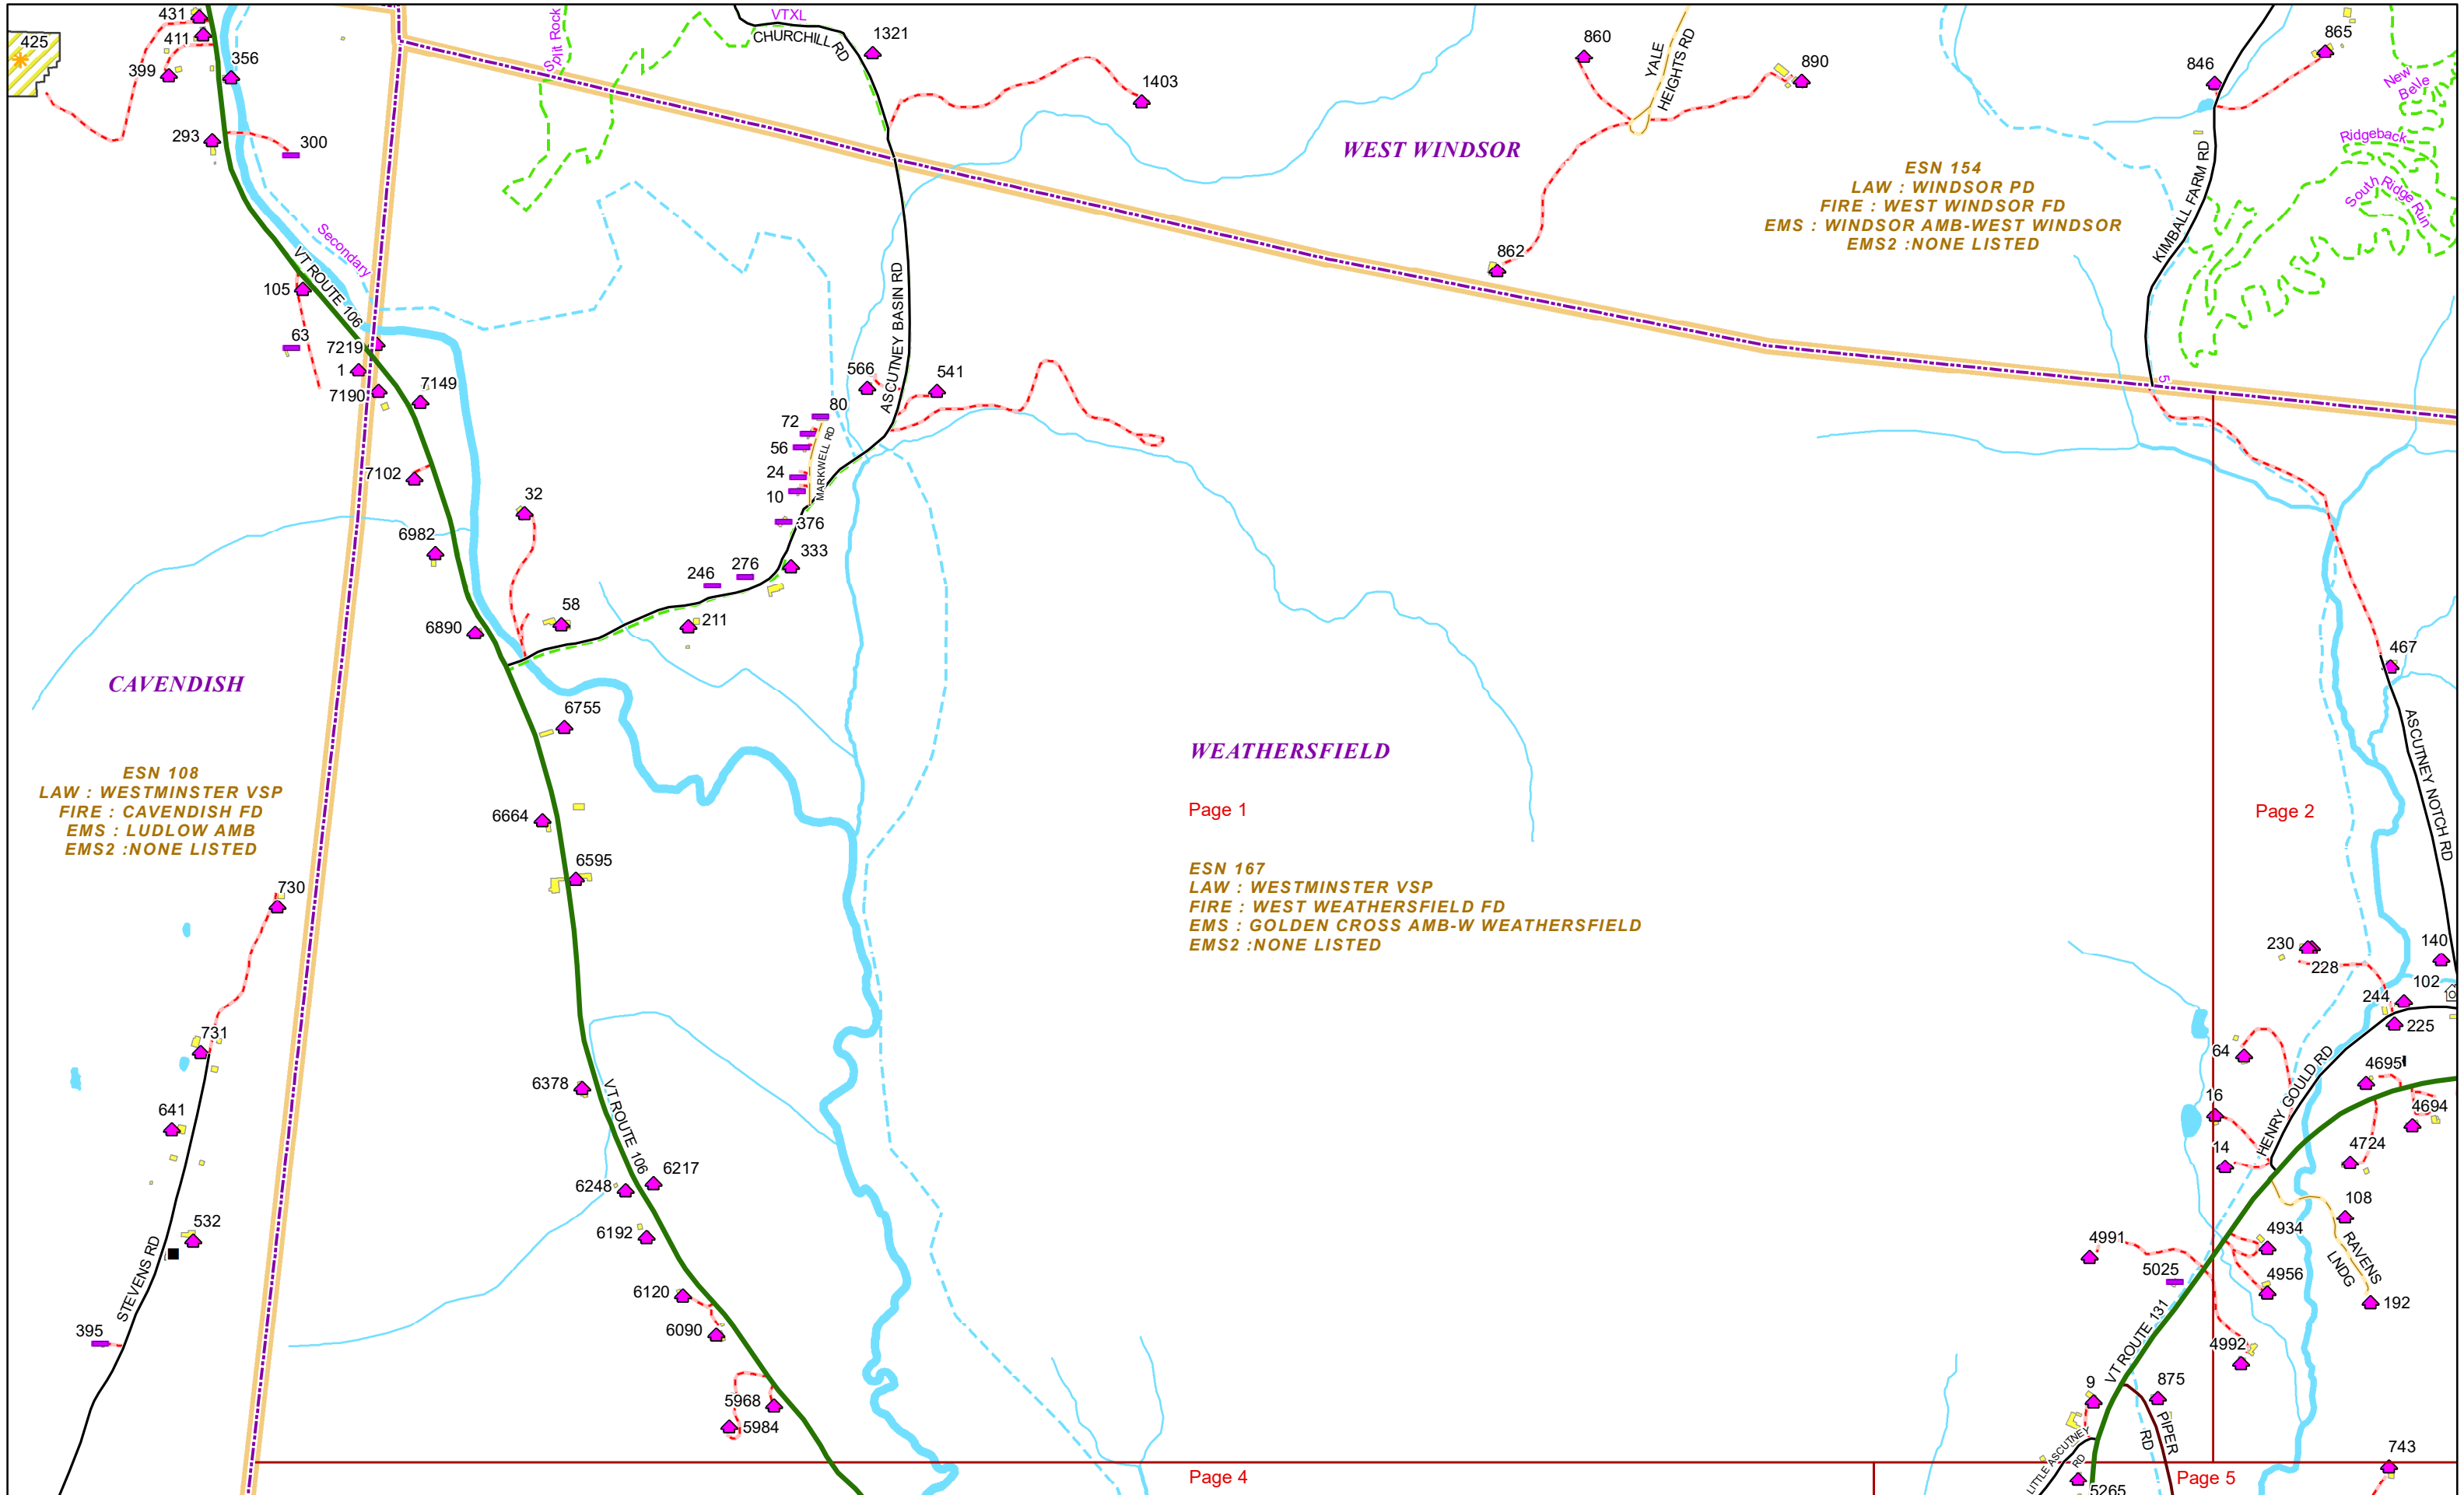 431
425
411
399
356
293
300
Split Rock
VTXL
CHURCHILL RD
1321
1403
860
YALE
HEIGHTS RD
890
846
865
New
Belle
Ridgeback
South Ridge Run
WEST WINDSOR
ESN 154
LAW : WINDSOR PD
FIRE : WEST WINDSOR FD
EMS : WINDSOR AMB-WEST WINDSOR
EMS2 :NONE LISTED
KIMBALL FARM RD
862
Secondary
VT ROUTE 106
105
63
7219
1
7190
7149
7102
6982
6890
ASCUTNEY BASIN RD
566
541
80
72
56
24
10
MARKWELL RD
376
333
276
246
211
32
58
5
467
ASCUTNEY NOTCH RD
CAVENDISH
ESN 108
LAW : WESTMINSTER VSP
FIRE : CAVENDISH FD
EMS : LUDLOW AMB
EMS2 :NONE LISTED
6755
6664
6595
WEATHERSFIELD
Page 1
Page 2
ESN 167
LAW : WESTMINSTER VSP
FIRE : WEST WEATHERSFIELD FD
EMS : GOLDEN CROSS AMB-W WEATHERSFIELD
EMS2 :NONE LISTED
730
731
641
532
STEVENS RD
395
6378
VT ROUTE 106
6217
6248
6192
6120
6090
5968
5984
230
228
140
102
244
225
64
4695
16
4694
HENRY GOULD RD
14
4724
108
4934
4991
RAVENS
LNDG
5025
4956
192
VT ROUTE 131
4992
9
875
PIPER
RD
LITTLE ASCUTNEY
RD
743
Page 4
Page 5
5265